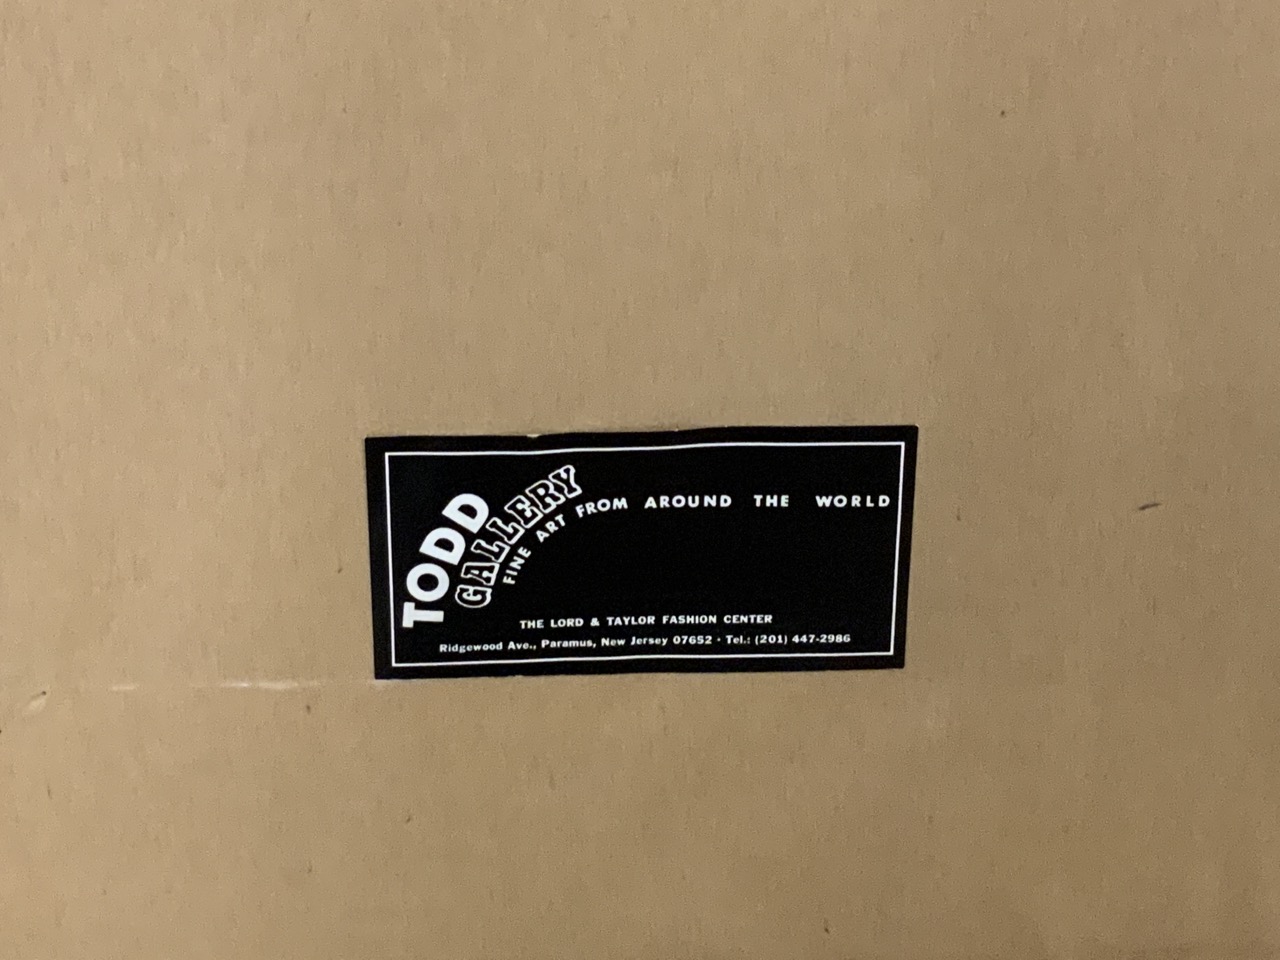 TODD
GALLERY
FINE ART FROM AROUND THE WORLD
THE LORD & TAYLOR FASHION CENTER
Ridgewood Ave., Paramus, New Jersey 07652 · Tel.: (201) 447-2986